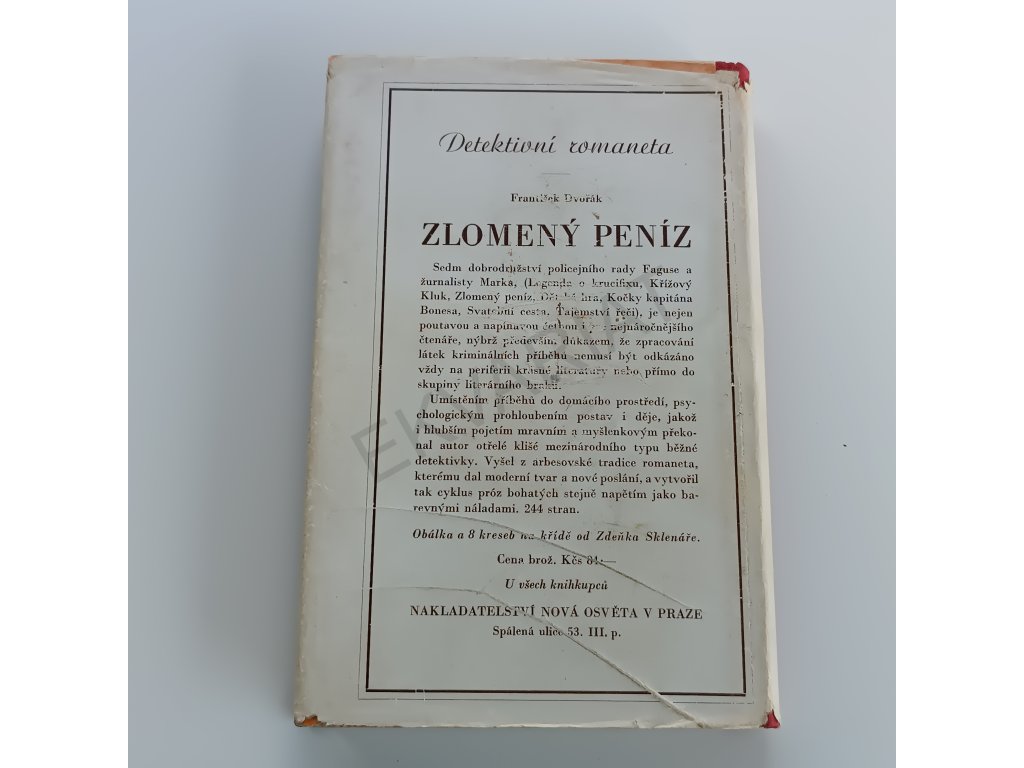 Detektivní romaneta
František Dvořák
ZLOMENÝ PENÍZ
Sedm dobrodružství policejního rady Faguse a
žurnalisty Marka, (Legenda o krucifixu, Křížový
Kluk, Zlomený peníz, Dětská hra, Kočky kapitána
Bonesa, Svatební cesta, Tajemství řeči), je nejen
poutavou a napínavou četbou i pro nejnáročnějšího
čtenáře, nýbrž především důkazem, že zpracování
látek kriminálních příběhů nemusí být odkázáno
vždy na periferii krásné literatury nebo přímo do
skupiny literárního braku.
Umístěním příběhů do domácího prostředí, psy-
chologickým prohloubením postav i děje, jakož
i hlubším pojetím mravním a myšlenkovým překo-
nal autor otřelé klišé mezinárodního typu běžné
detektivky. Vyšel z arbesovské tradice romaneta,
kterému dal moderní tvar a nové poslání, a vytvořil
tak cyklus próz bohatých stejně napětím jako ba-
revnými náladami. 244 stran.
Obálka a 8 kreseb na křídě od Zdeňka Sklenáře.
Cena brož. Kčs 81·—
U všech knihkupců
NAKLADATELSTVÍ NOVÁ OSVĚTA V PRAZE
Spálená ulice 53. III. p.